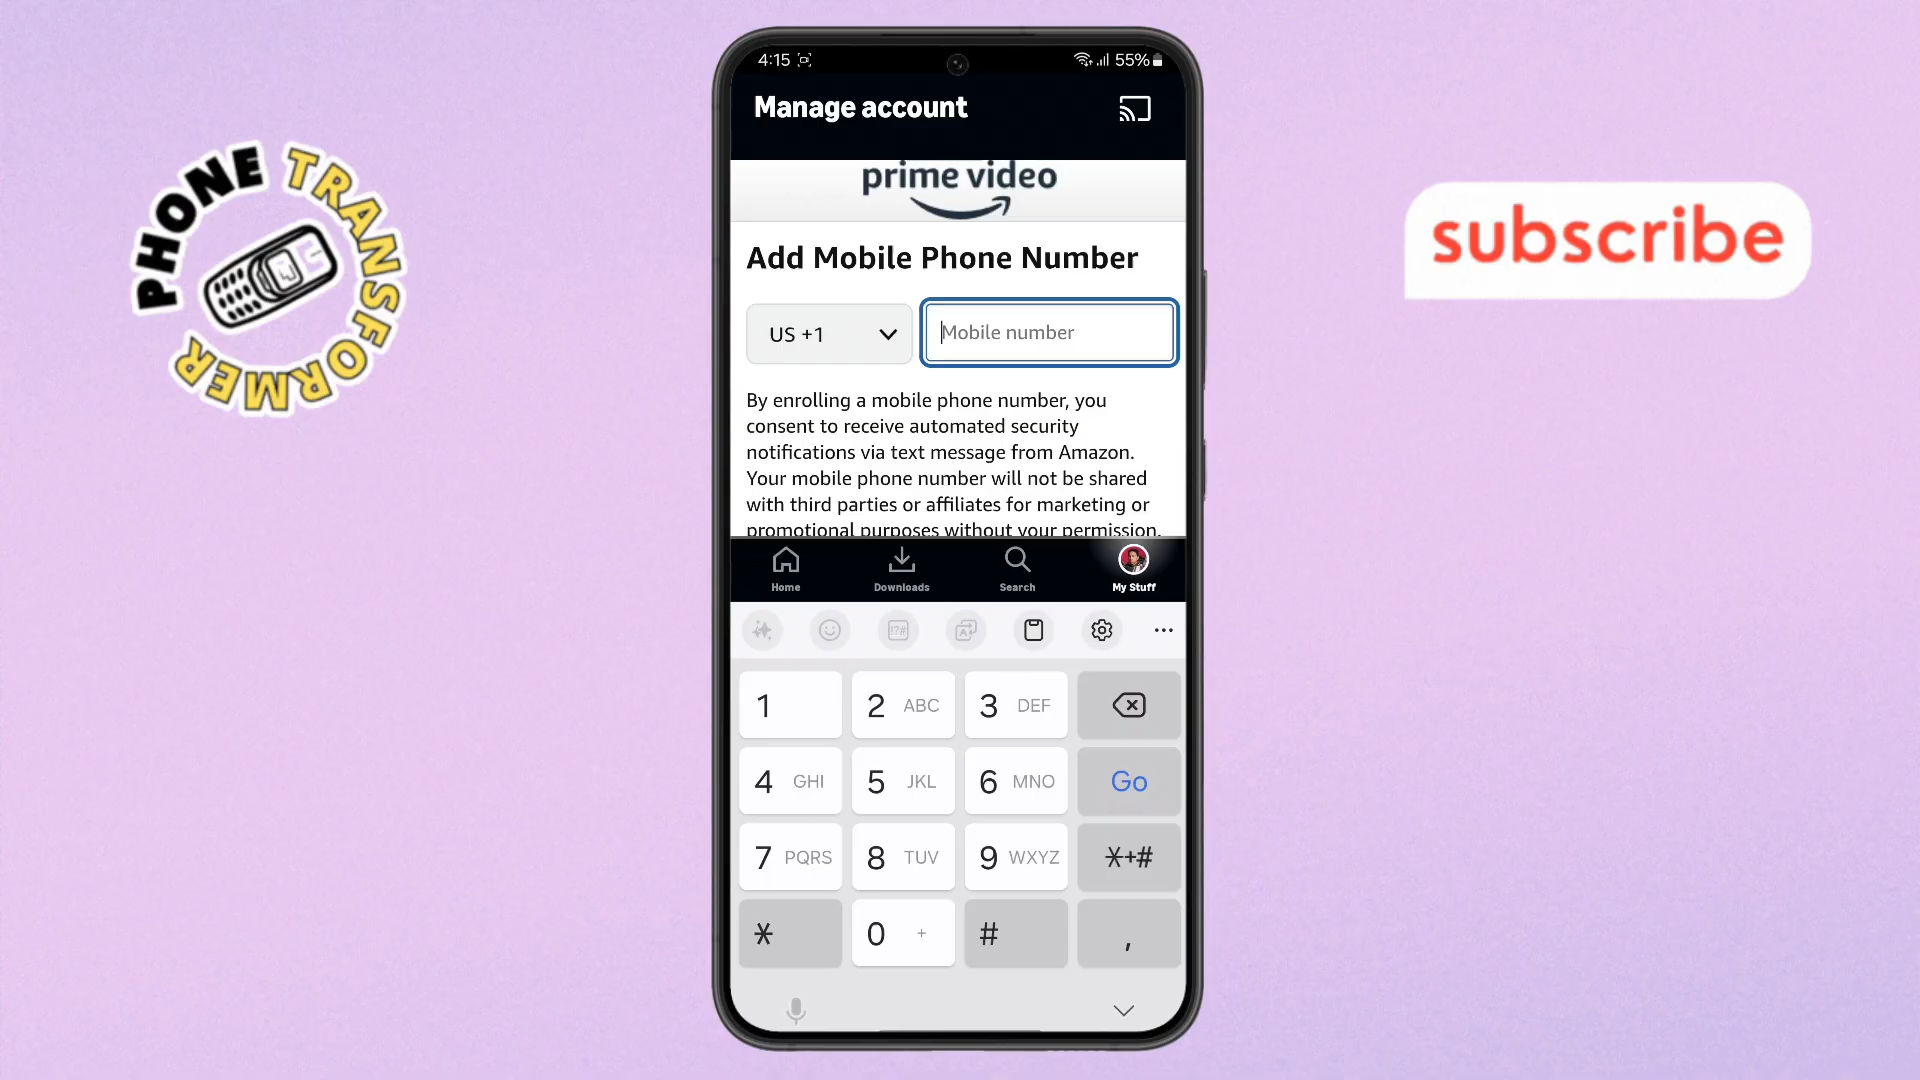 PHONE TRANSFORMER
subscribe
4:15
55%
Manage account
prime video
Add Mobile Phone Number
US +1
Mobile number
By enrolling a mobile phone number, you
consent to receive automated security
notifications via text message from Amazon.
Your mobile phone number will not be shared
with third parties or affiliates for marketing or
promotional purposes without your permission.
Home Downloads Search My Stuff
!?#
A
1 2 ABC 3 DEF
4 GHI 5 JKL 6 MNO Go
7 PQRS 8 TUV 9 WXYZ *+#
* 0 + # ,